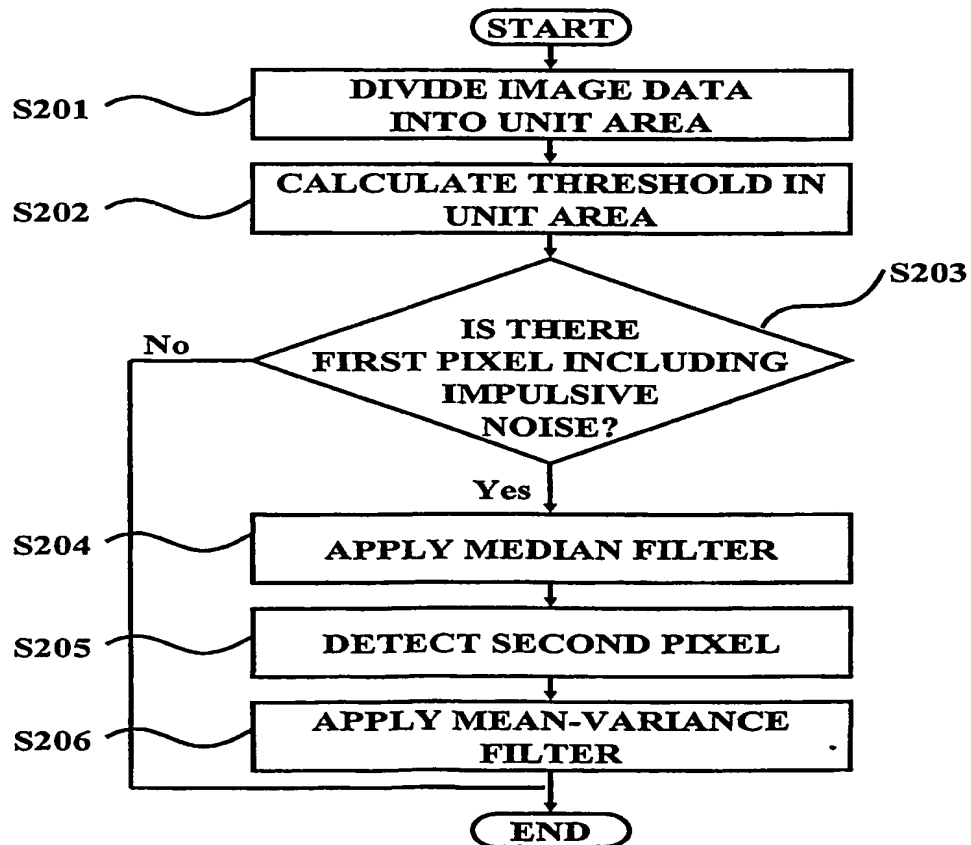 START
S201
DIVIDE IMAGE DATA
INTO UNIT AREA
S202
CALCULATE THRESHOLD IN
UNIT AREA
S203
No
IS THERE
FIRST PIXEL INCLUDING
IMPULSIVE
NOISE?
Yes
S204
APPLY MEDIAN FILTER
S205
DETECT SECOND PIXEL
S206
APPLY MEAN-VARIANCE
FILTER
END